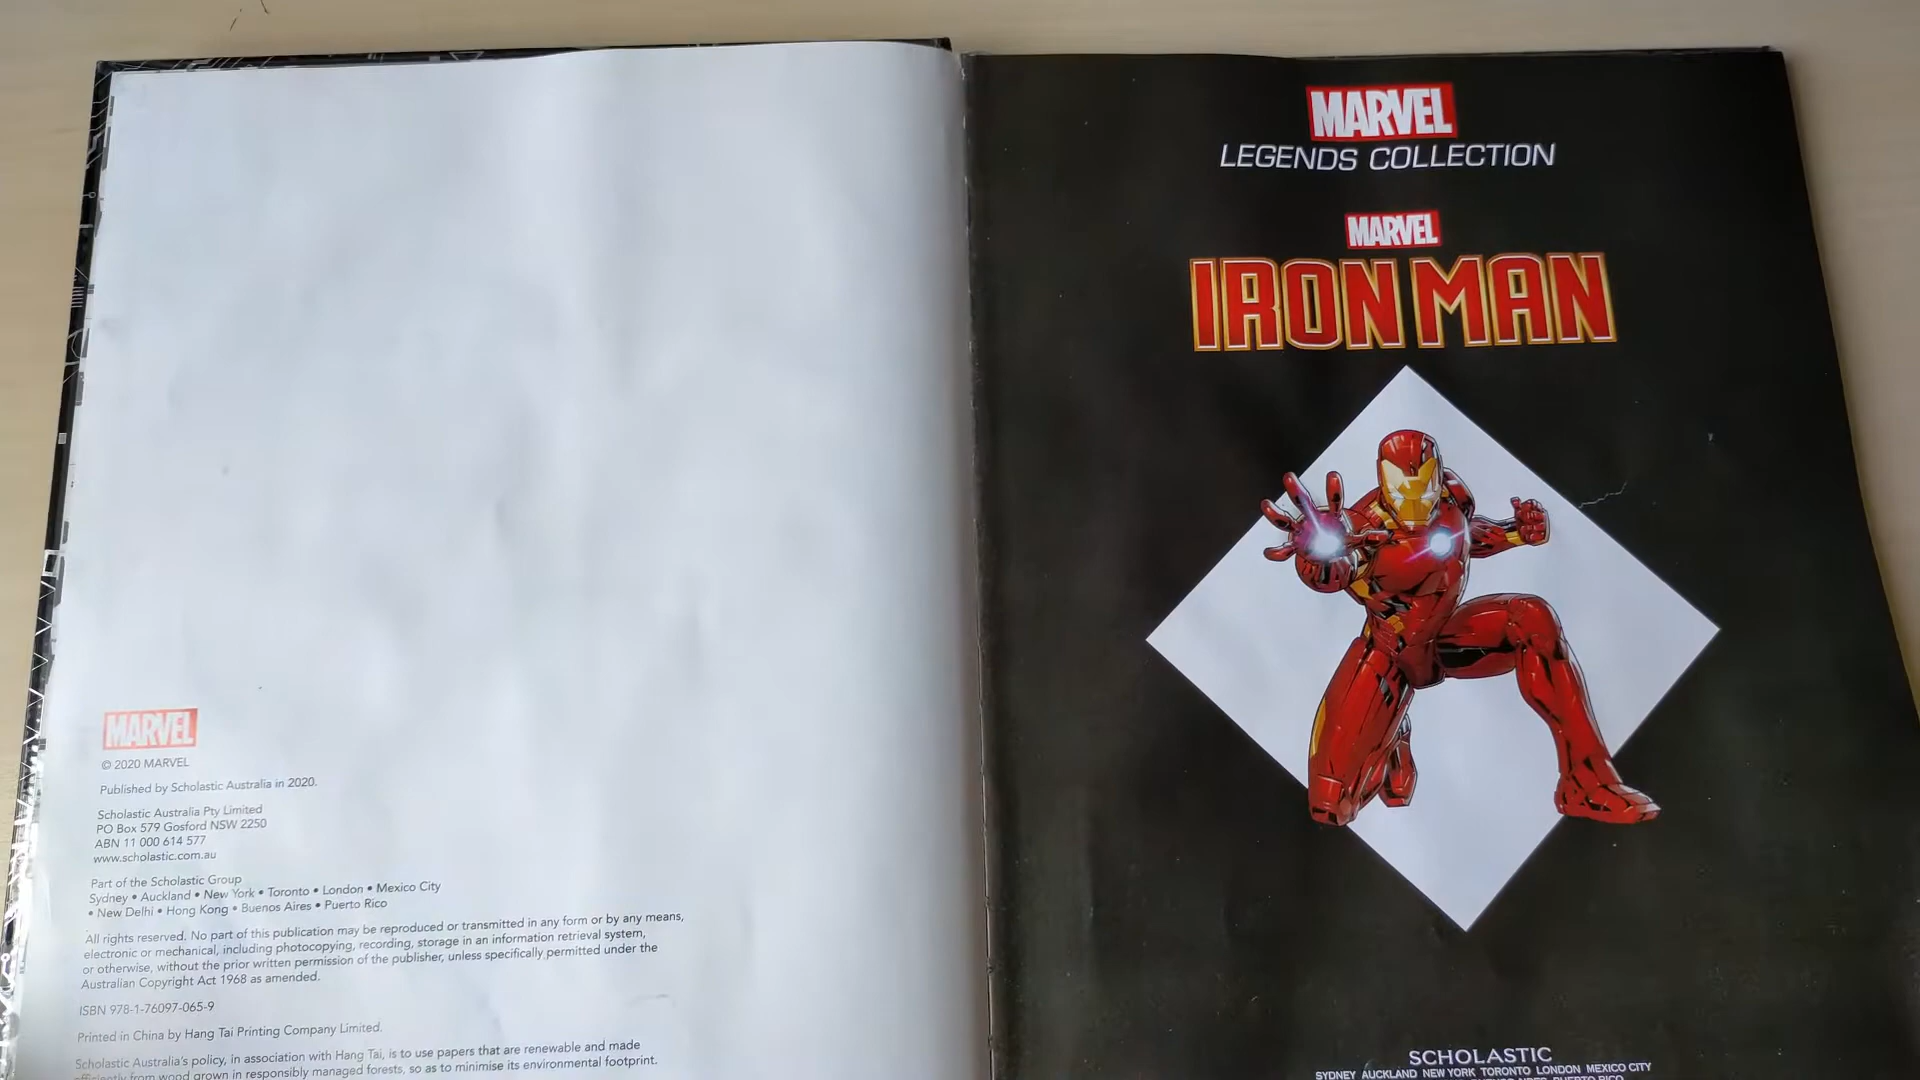 MARVEL
© 2020 MARVEL
Published by Scholastic Australia in 2020.
Scholastic Australia Pty Limited
PO Box 579 Gosford NSW 2250
ABN 11 000 614 577
www.scholastic.com.au
Part of the Scholastic Group
Sydney • Auckland • New York • Toronto • London • Mexico City
• New Delhi • Hong Kong • Buenos Aires • Puerto Rico
All rights reserved. No part of this publication may be reproduced or transmitted in any form or by any means,
electronic or mechanical, including photocopying, recording, storage in an information retrieval system,
or otherwise, without the prior written permission of the publisher, unless specifically permitted under the
Australian Copyright Act 1968 as amended.
ISBN 978-1-76097-065-9
Printed in China by Hang Tai Printing Company Limited.
Scholastic Australia's policy, in association with Hang Tai, is to use papers that are renewable and made
efficiently from wood grown in responsibly managed forests, so as to minimise its environmental footprint.
MARVEL
LEGENDS COLLECTION
MARVEL
IRON MAN
SCHOLASTIC
SYDNEY AUCKLAND NEW YORK TORONTO LONDON MEXICO CITY
BUENOS AIRES PUERTO RICO